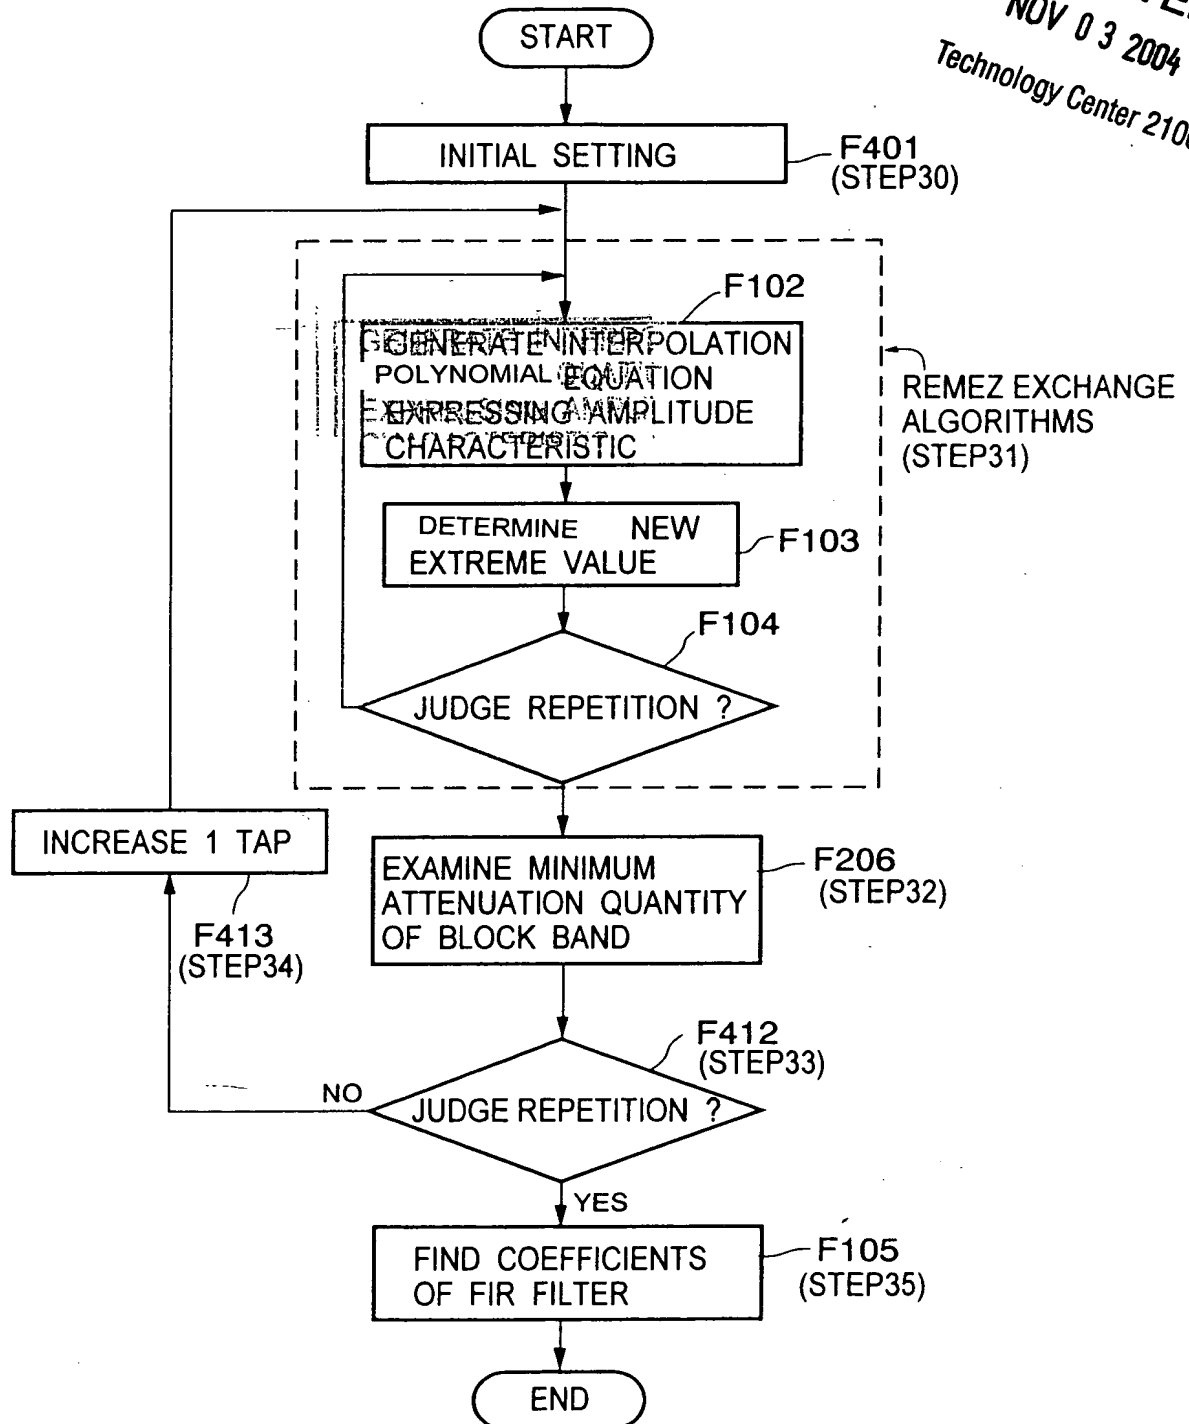 START
NOV 03 2004
Technology Center
INITIAL SETTING
F401
(STEP30)
F102
GENERATE INTERPOLATION
POLYNOMIAL EQUATION
EXPRESSING AMPLITUDE
CHARACTERISTIC
REMEZ EXCHANGE
ALGORITHMS
(STEP31)
DETERMINE NEW
EXTREME VALUE
F103
F104
JUDGE REPETITION ?
INCREASE 1 TAP
F413
(STEP34)
EXAMINE MINIMUM
ATTENUATION QUANTITY
OF BLOCK BAND
F206
(STEP32)
F412
(STEP33)
NO
JUDGE REPETITION ?
YES
FIND COEFFICIENTS
OF FIR FILTER
F105
(STEP35)
END